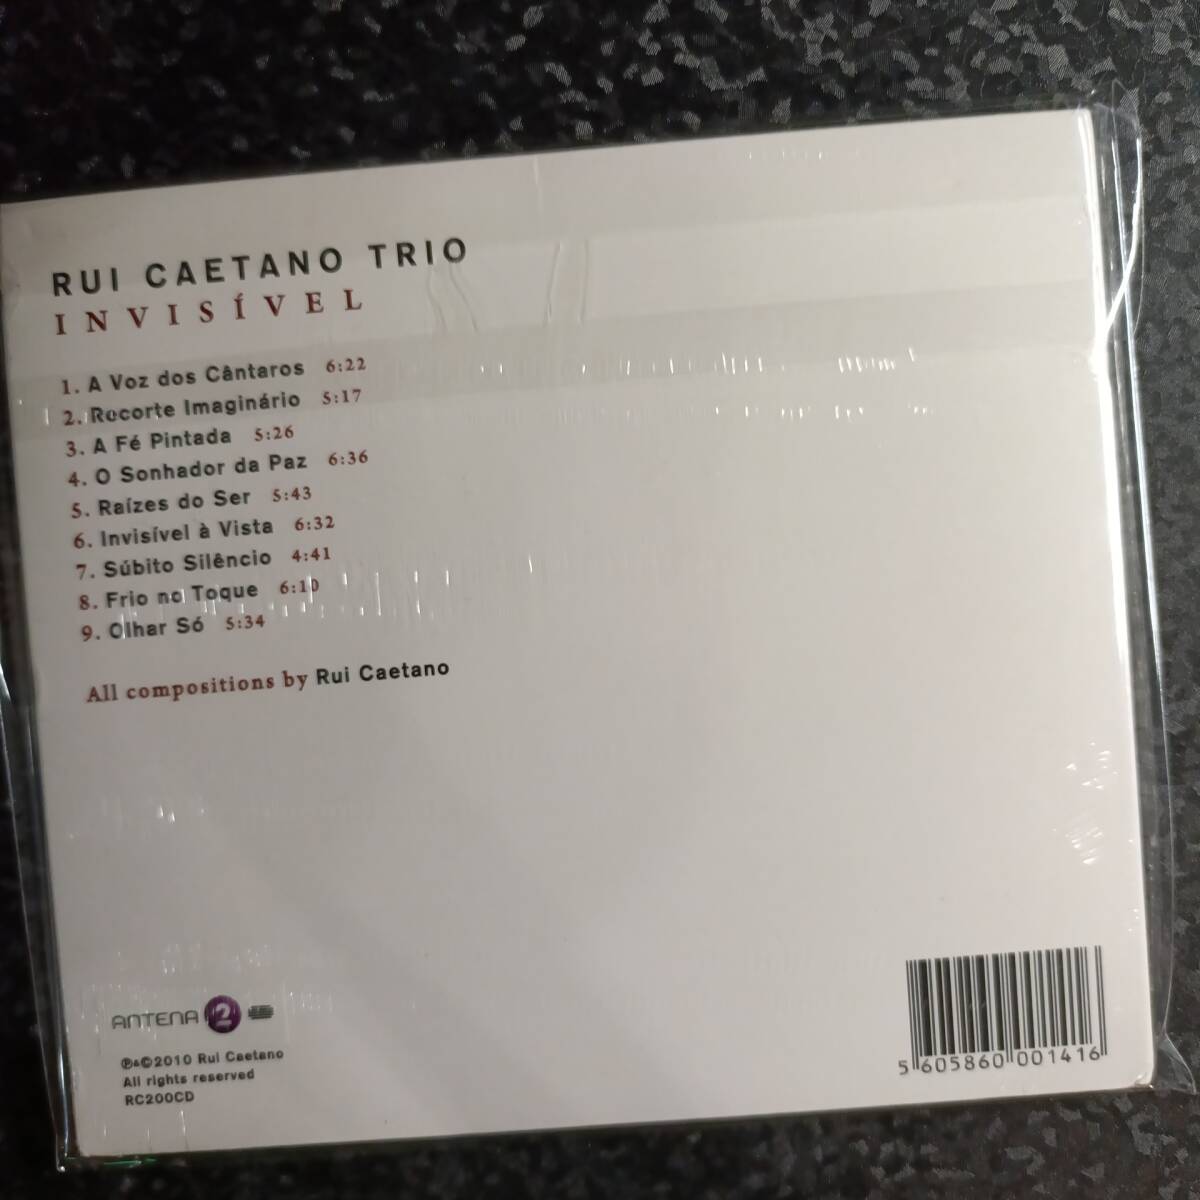 RUI CAETANO TRIO
INVISÍVEL
1. A Voz dos Cântaros 6:22
2. Recorte Imaginário 5:17
3. A Fé Pintada 5:26
4. O Sonhador da Paz 6:36
5. Raízes do Ser 5:43
6. Invisível à Vista 6:32
7. Súbito Silêncio 4:41
8. Frio no Toque 6:10
9. Olhar Só 5:34
All compositions by Rui Caetano
ANTENA 2
℗&©2010 Rui Caetano
All rights reserved
RC200CD
5 605860 001416